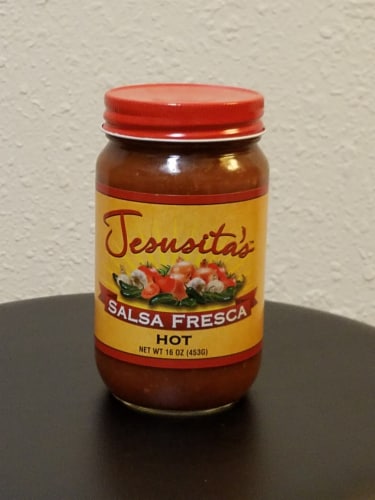 Jesusita's
SALSA FRESCA
HOT
NET WT 16 OZ (453G)